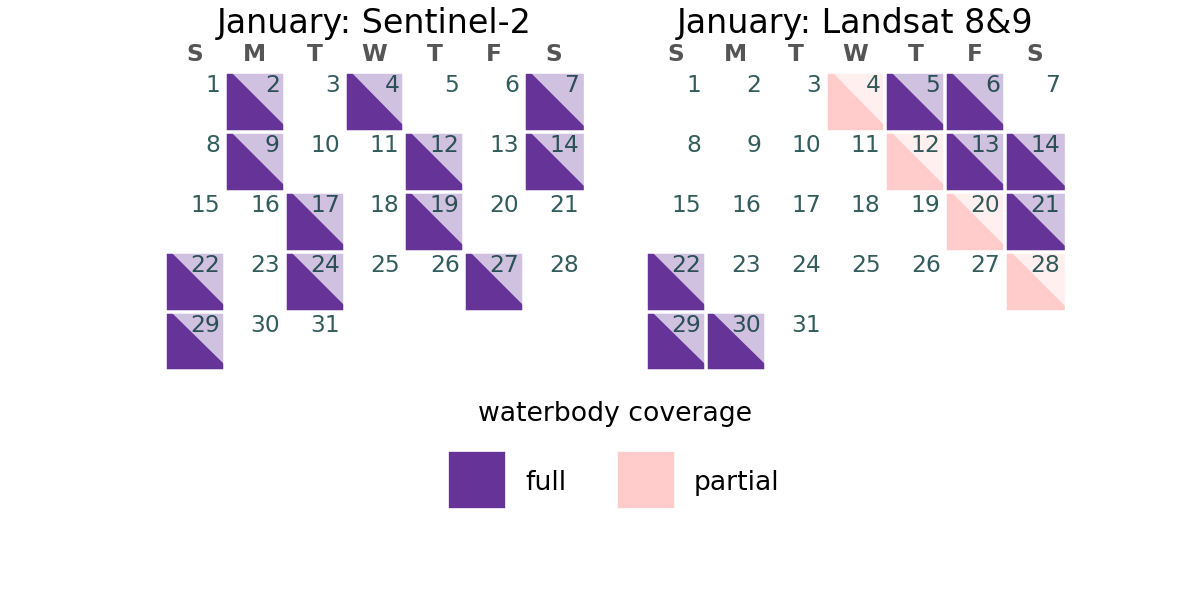 January: Sentinel-2
S M T W T F S
1 2 3 4 5 6 7
8 9 10 11 12 13 14
15 16 17 18 19 20 21
22 23 24 25 26 27 28
29 30 31
January: Landsat 8&9
S M T W T F S
1 2 3 4 5 6 7
8 9 10 11 12 13 14
15 16 17 18 19 20 21
22 23 24 25 26 27 28
29 30 31
waterbody coverage
full
partial